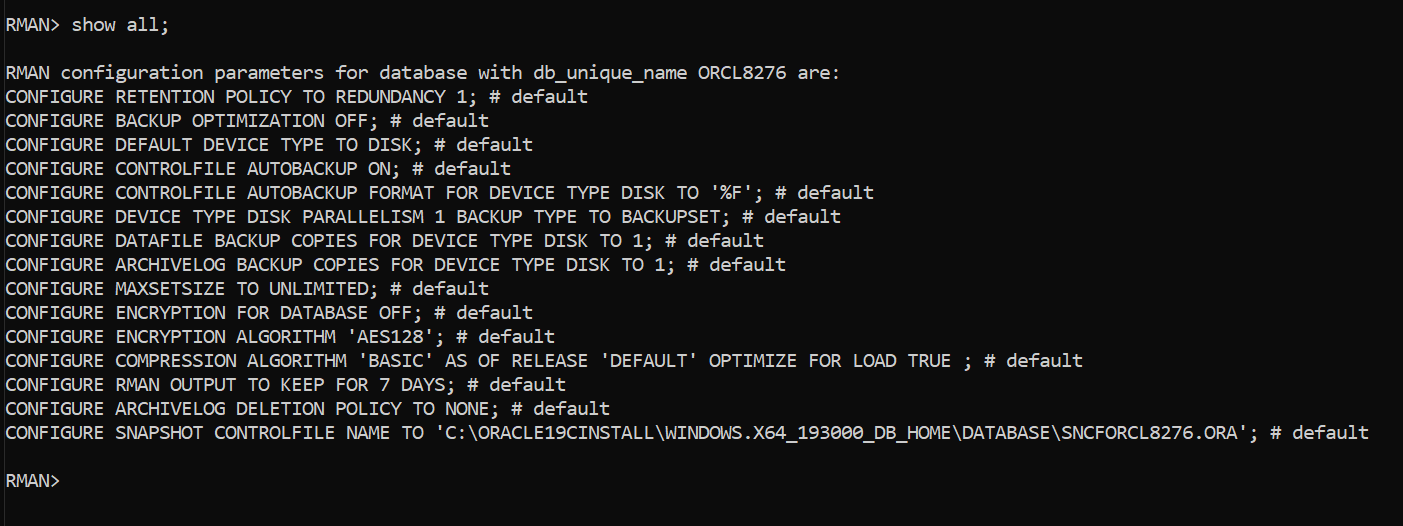 RMAN> show all;
RMAN configuration parameters for database with db_unique_name ORCL8276 are:
CONFIGURE RETENTION POLICY TO REDUNDANCY 1; # default
CONFIGURE BACKUP OPTIMIZATION OFF; # default
CONFIGURE DEFAULT DEVICE TYPE TO DISK; # default
CONFIGURE CONTROLFILE AUTOBACKUP ON; # default
CONFIGURE CONTROLFILE AUTOBACKUP FORMAT FOR DEVICE TYPE DISK TO '%F'; # default
CONFIGURE DEVICE TYPE DISK PARALLELISM 1 BACKUP TYPE TO BACKUPSET; # default
CONFIGURE DATAFILE BACKUP COPIES FOR DEVICE TYPE DISK TO 1; # default
CONFIGURE ARCHIVELOG BACKUP COPIES FOR DEVICE TYPE DISK TO 1; # default
CONFIGURE MAXSETSIZE TO UNLIMITED; # default
CONFIGURE ENCRYPTION FOR DATABASE OFF; # default
CONFIGURE ENCRYPTION ALGORITHM 'AES128'; # default
CONFIGURE COMPRESSION ALGORITHM 'BASIC' AS OF RELEASE 'DEFAULT' OPTIMIZE FOR LOAD TRUE ; # default
CONFIGURE RMAN OUTPUT TO KEEP FOR 7 DAYS; # default
CONFIGURE ARCHIVELOG DELETION POLICY TO NONE; # default
CONFIGURE SNAPSHOT CONTROLFILE NAME TO 'C:\ORACLE19CINSTALL\WINDOWS.X64_193000_DB_HOME\DATABASE\SNCFORCL8276.ORA'; # default
RMAN>